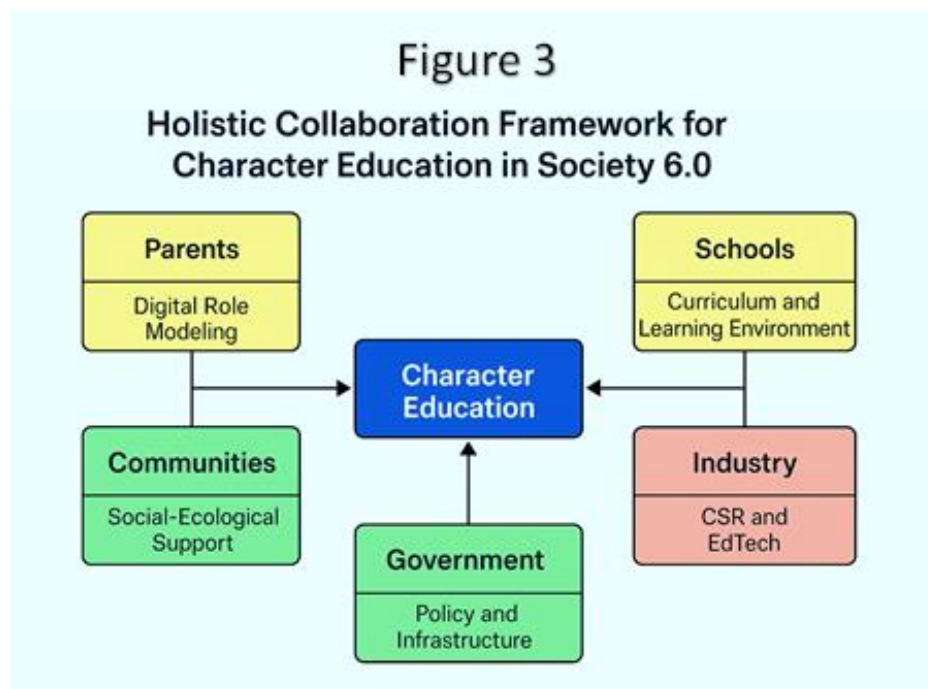 Figure 3
Holistic Collaboration Framework for
Character Education in Society 6.0
Parents
Digital Role
Modeling
Schools
Curriculum and
Learning Environment
Character
Education
Communities
Social-Ecological
Support
Industry
CSR and
EdTech
Government
Policy and
Infrastructure